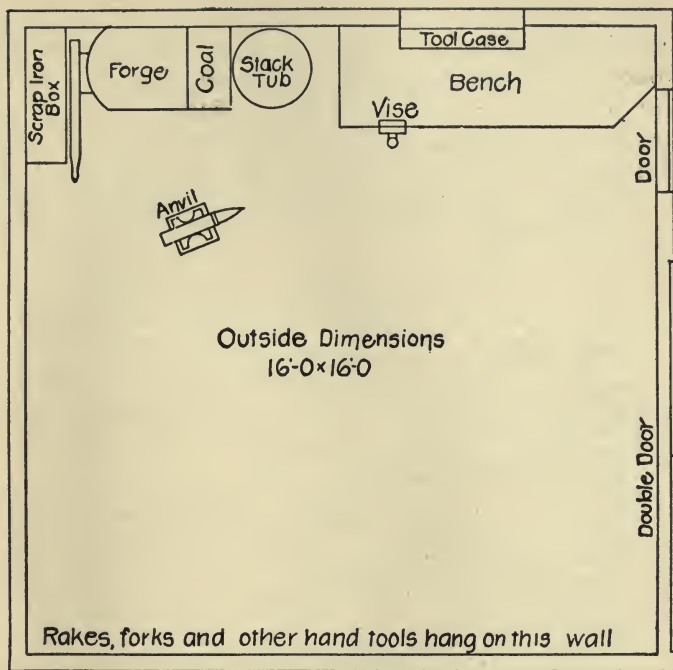 Scrap Iron
Box
Forge
Coal
Slack
Tub
Tool Case
Bench
Vise
Door
Anvil
Outside Dimensions
16'-0 × 16'-0
Double Door
Rakes, forks and other hand tools hang on this wall